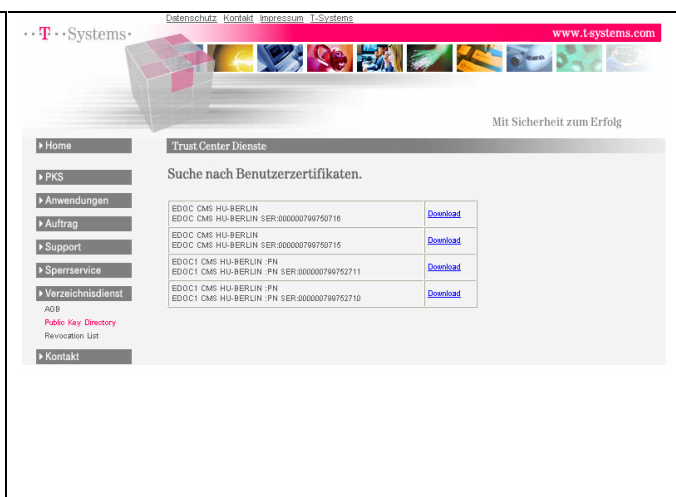 Datenschutz Kontakt Impressum T-Systems
··T··Systems·
www.t-systems.com
Mit Sicherheit zum Erfolg
Home
Trust Center Dienste
PKS
Suche nach Benutzerzertifikaten.
Anwendungen
Auftrag
Support
Sperrservice
Verzeichnisdienst
AGB
Public Key Directory
Revocation List
Kontakt
EDOC CMS HU-BERLIN
EDOC CMS HU-BERLIN SER:000000799750716
Download
EDOC CMS HU-BERLIN
EDOC CMS HU-BERLIN SER:000000799750715
Download
EDOC1 CMS HU-BERLIN :PN
EDOC1 CMS HU-BERLIN :PN SER:000000799752711
Download
EDOC1 CMS HU-BERLIN :PN
EDOC1 CMS HU-BERLIN :PN SER:000000799752710
Download